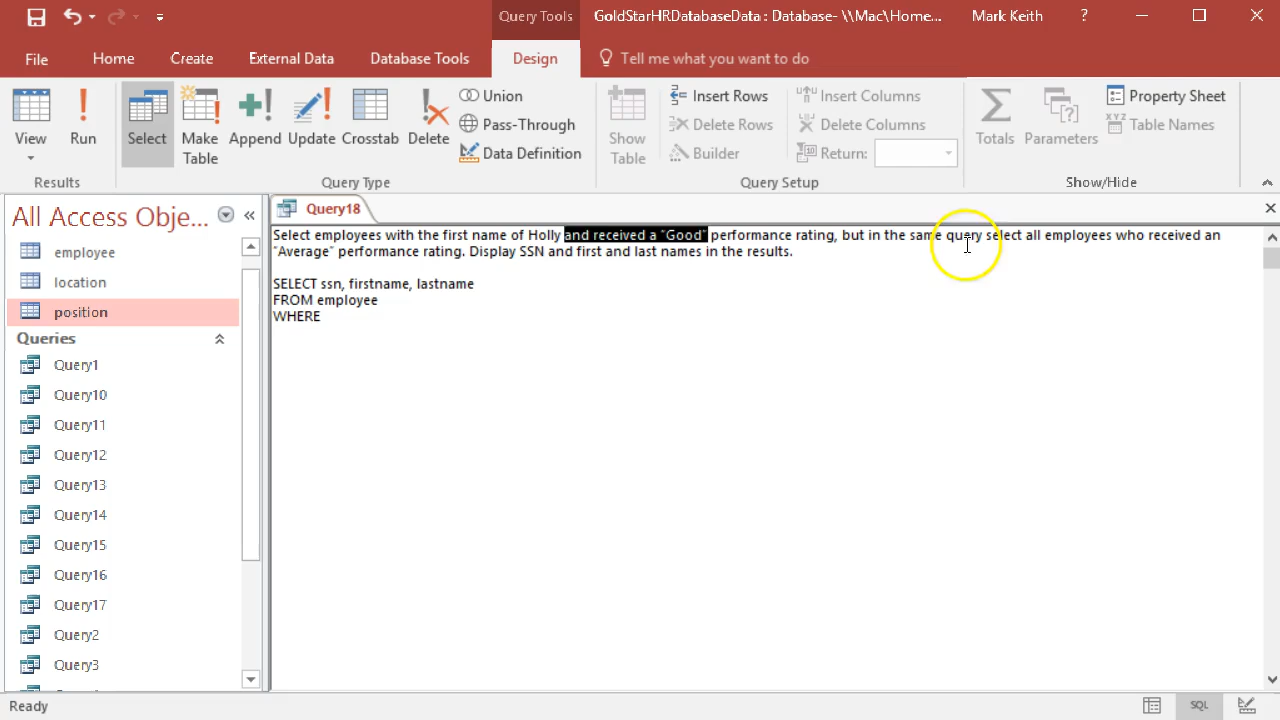 Query Tools
GoldStarHRDatabaseData : Database- \\Mac\Home...
Mark Keith
?
File
Home
Create
External Data
Database Tools
Design
Tell me what you want to do
View
Run
Select
Make Table
Append
Update
Crosstab
Delete
Union
Pass-Through
Data Definition
Show Table
Insert Rows
Delete Rows
Builder
Insert Columns
Delete Columns
Return:
Totals
Parameters
Property Sheet
Table Names
Results
Query Type
Query Setup
Show/Hide
All Access Obje...
employee
location
position
Queries
Query1
Query10
Query11
Query12
Query13
Query14
Query15
Query16
Query17
Query2
Query3
Query18
Select employees with the first name of Holly and received a "Good" performance rating, but in the same query select all employees who received an
"Average" performance rating. Display SSN and first and last names in the results.
SELECT ssn, firstname, lastname
FROM employee
WHERE
Ready
SQL